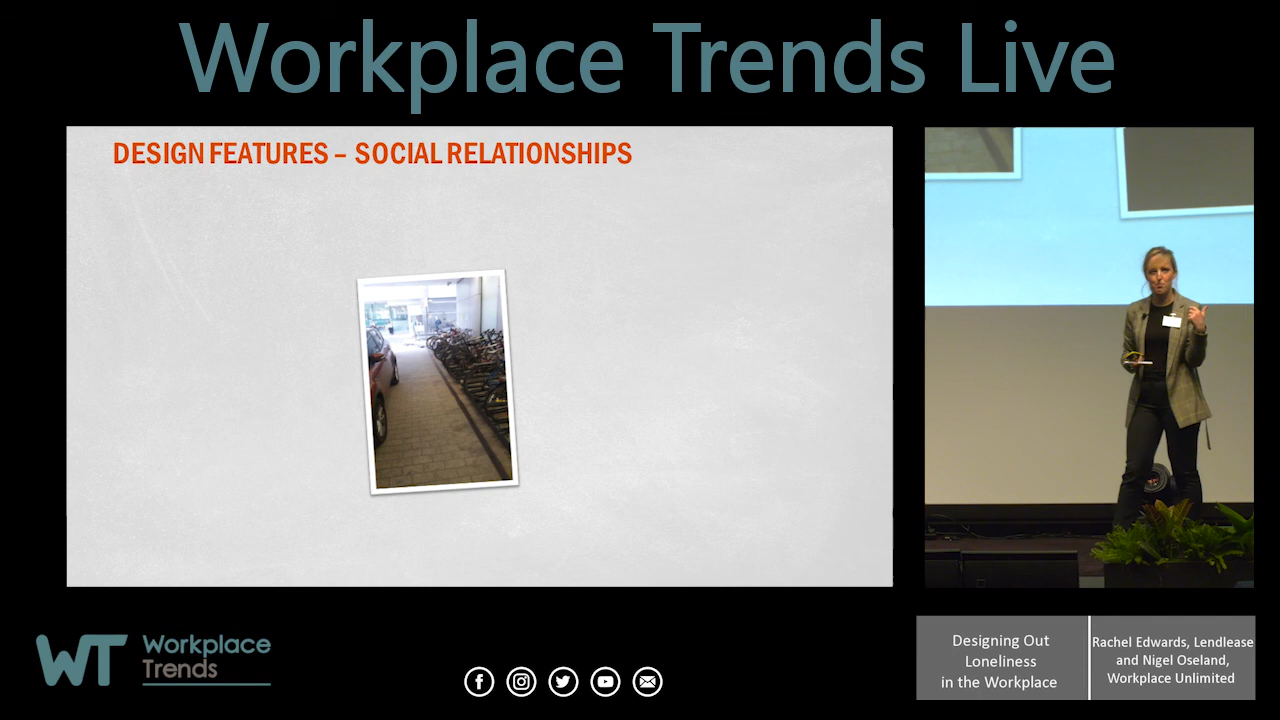 Workplace Trends Live
DESIGN FEATURES – SOCIAL RELATIONSHIPS
WT
Workplace
Trends
Designing Out
Loneliness
in the Workplace
Rachel Edwards, Lendlease
and Nigel Oseland,
Workplace Unlimited